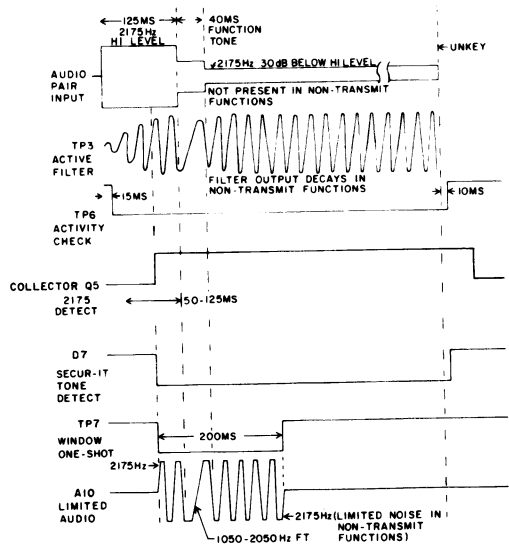 125MS
2175Hz
HI LEVEL
40MS
FUNCTION
TONE
UNKEY
2175Hz 30dB BELOW HI LEVEL
AUDIO
PAIR
INPUT
NOT PRESENT IN NON-TRANSMIT
FUNCTIONS
TP3
ACTIVE
FILTER
FILTER OUTPUT DECAYS IN
NON-TRANSMIT FUNCTIONS
15MS
10MS
TP6
ACTIVITY
CHECK
COLLECTOR Q5
2175
DETECT
50-125MS
D7
SECUR-IT
TONE
DETECT
TP7
WINDOW
ONE-SHOT
200MS
2175Hz
A10
LIMITED
AUDIO
2175Hz(LIMITED NOISE IN
NON-TRANSMIT
FUNCTIONS)
1050-2050Hz FT